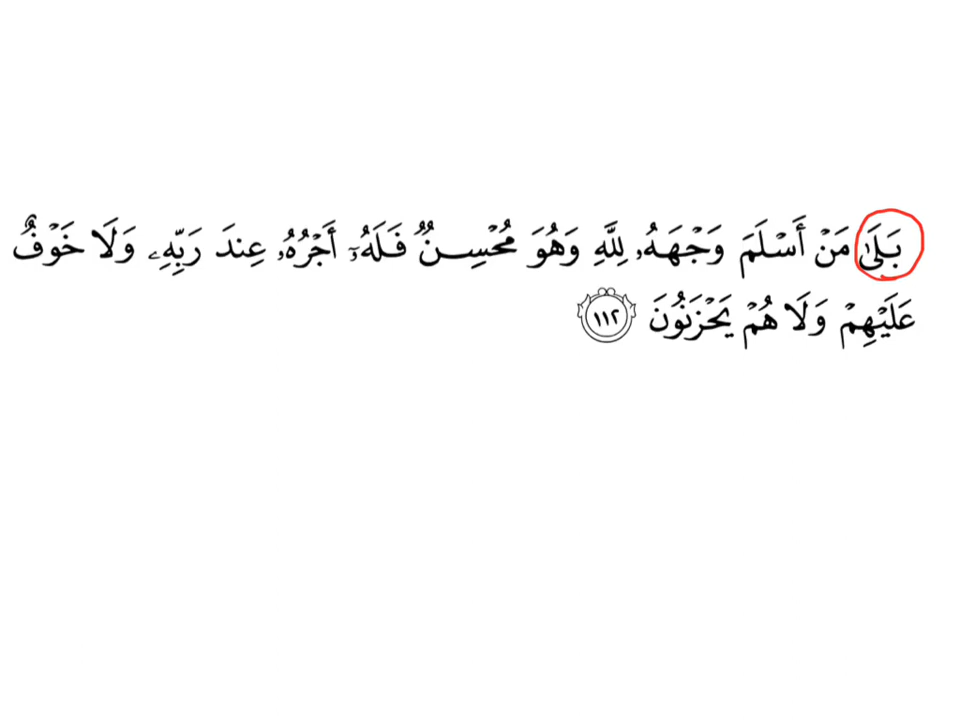 بَلَىٰ مَنۡ أَسۡلَمَ وَجۡهَهُۥ لِلَّهِ وَهُوَ مُحۡسِنٞ فَلَهُۥٓ أَجۡرُهُۥ عِندَ رَبِّهِۦ وَلَا خَوۡفٌ
عَلَيۡهِمۡ وَلَا هُمۡ يَحۡزَنُونَ ١١٢